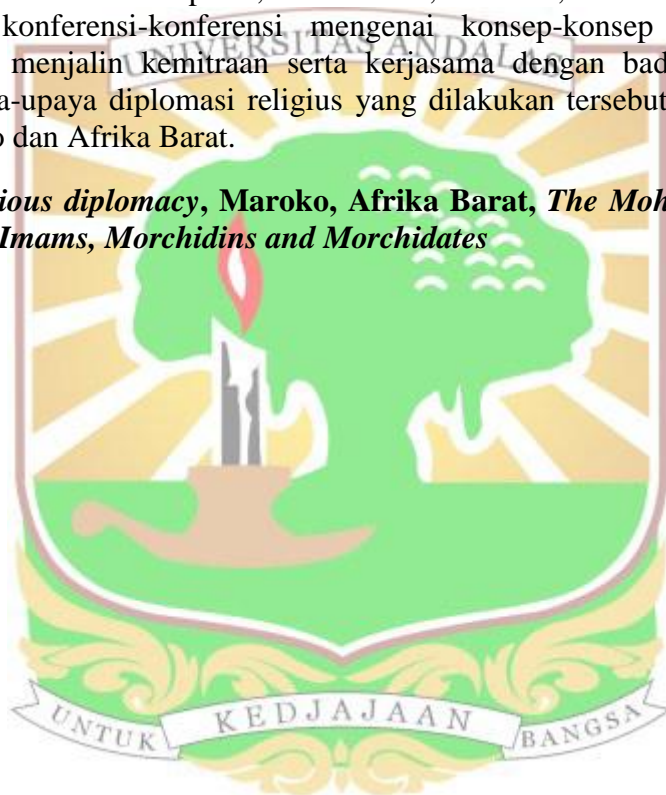 konferensi-konferensi mengenai konsep-konsep
menjalin kemitraan serta kerjasama dengan bad
a-upaya diplomasi religius yang dilakukan tersebut
o dan Afrika Barat.
ious diplomacy, Maroko, Afrika Barat, The Moh
Imams, Morchidins and Morchidates
UNIVERSITAS ANDALAS
UNTUK KEDJAJAAN BANGSA